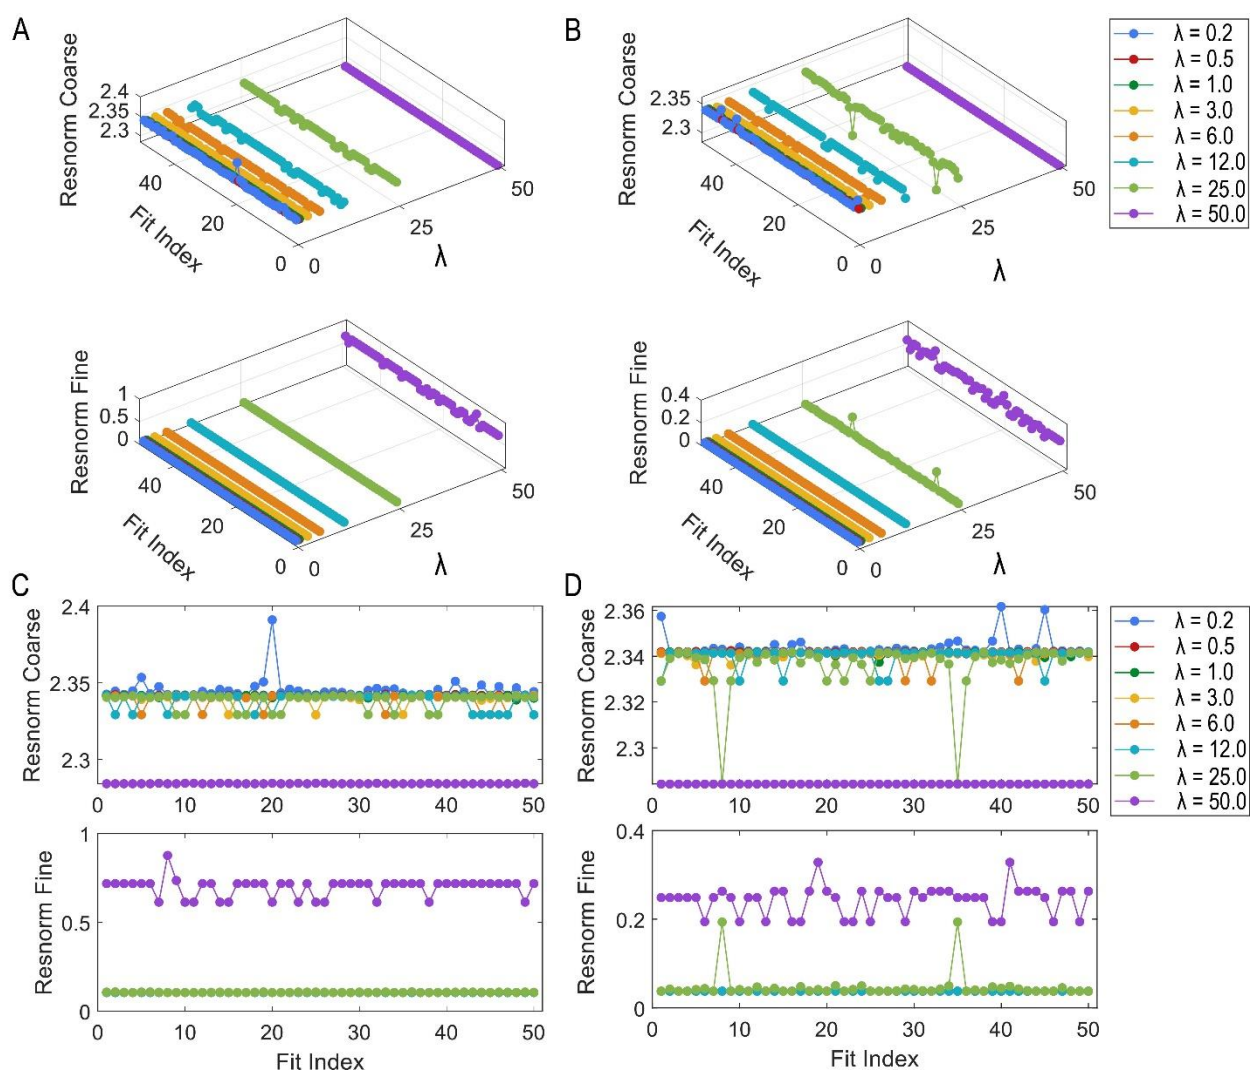 A
Resnorm Coarse
2.4
2.35
2.3
40
20
0
Fit Index
0
25
50
λ
B
Resnorm Coarse
2.35
2.3
40
20
0
Fit Index
0
25
50
λ
λ = 0.2
λ = 0.5
λ = 1.0
λ = 3.0
λ = 6.0
λ = 12.0
λ = 25.0
λ = 50.0
Resnorm Fine
1
0.5
0
40
20
0
Fit Index
0
25
50
λ
Resnorm Fine
0.4
0.2
0
40
20
0
Fit Index
0
25
50
λ
C
Resnorm Coarse
2.4
2.35
2.3
0 10 20 30 40 50
D
Resnorm Coarse
2.36
2.34
2.32
2.3
0 10 20 30 40 50
λ = 0.2
λ = 0.5
λ = 1.0
λ = 3.0
λ = 6.0
λ = 12.0
λ = 25.0
λ = 50.0
Resnorm Fine
1
0.5
0
0 10 20 30 40 50
Fit Index
Resnorm Fine
0.4
0.2
0
0 10 20 30 40 50
Fit Index